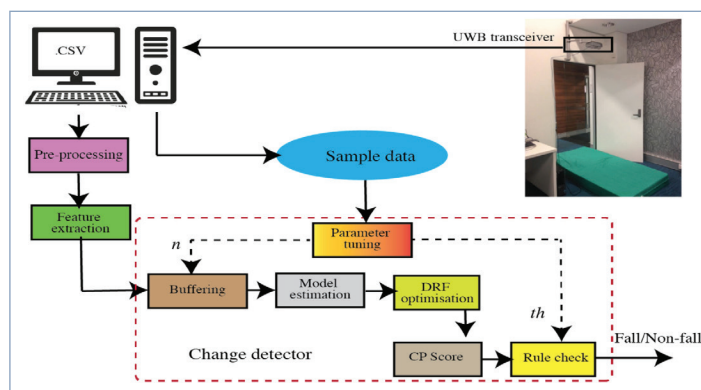 .CSV
UWB transceiver
Pre-processing
Sample data
Feature
extraction
Parameter
tuning
n
Buffering
Model
estimation
DRF
optimisation
th
Fall/Non-fall
Change detector
CP Score
Rule check